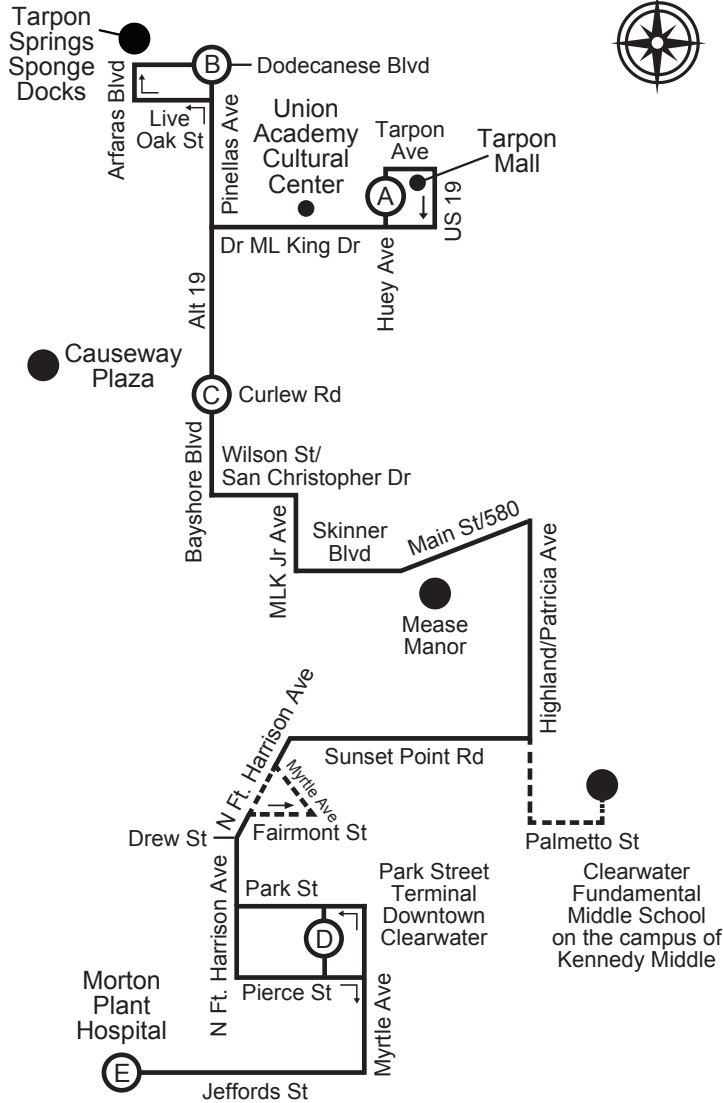 Tarpon
Springs
Sponge
Docks
B
Dodecanese Blvd
Arfaras Blvd
Live
Oak St
Pinellas Ave
Union
Academy
Cultural
Center
Tarpon
Ave
Tarpon
Mall
A
US 19
Dr ML King Dr
Huey Ave
Alt 19
Causeway
Plaza
C
Curlew Rd
Bayshore Blvd
Wilson St/
San Christopher Dr
MLK Jr Ave
Skinner
Blvd
Main St/580
Mease
Manor
Highland/Patricia Ave
N Ft. Harrison Ave
Sunset Point Rd
Myrtle Ave
Drew St
Fairmont St
Palmetto St
N Ft. Harrison Ave
Park St
Park Street
Terminal
Downtown
Clearwater
Clearwater
Fundamental
Middle School
on the campus of
Kennedy Middle
D
Pierce St
Myrtle Ave
Morton
Plant
Hospital
E
Jeffords St